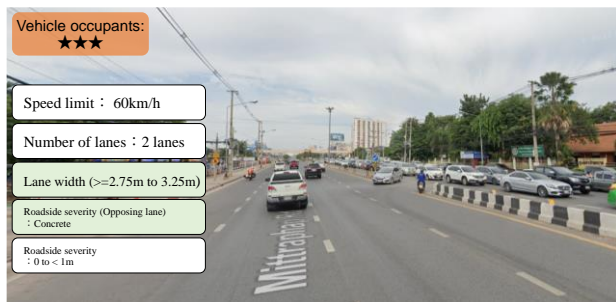 Vehicle occupants:
★★★
Speed limit： 60km/h
Number of lanes：2 lanes
Lane width (>=2.75m to 3.25m)
Roadside severity (Opposing lane)
：Concrete
Roadside severity
：0 to < 1m